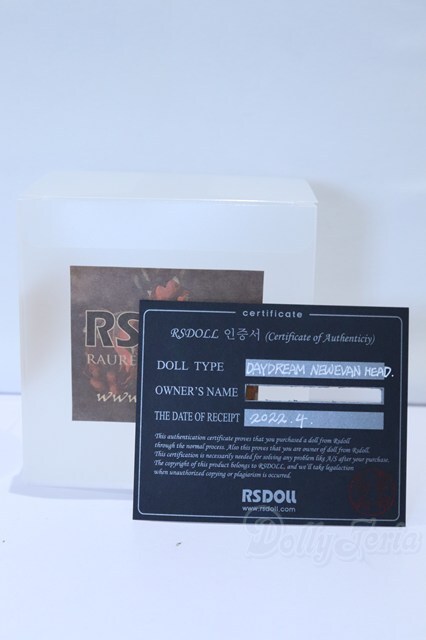 RS
RAURE
www
certificate
RSDOLL 인증서 (Certificate of Authenticiy)
DOLL TYPE DAYDREAM NEWEVAN HEAD.
OWNER'S NAME
THE DATE OF RECEIPT 2022.4.
This authentication certificate proves that you purchased a doll from Rsdoll
through the normal process. Also this proves that you are owner of doll from Rsdoll.
This certification is necessarily needed for solving any problem like A/S after your purchase.
The copyright of this product belongs to RSDOLL, and we'll take legalaction
when unauthorized copying or plagiarism is occurred.
RSDOLL
www.rsdoll.com
DollyTeria